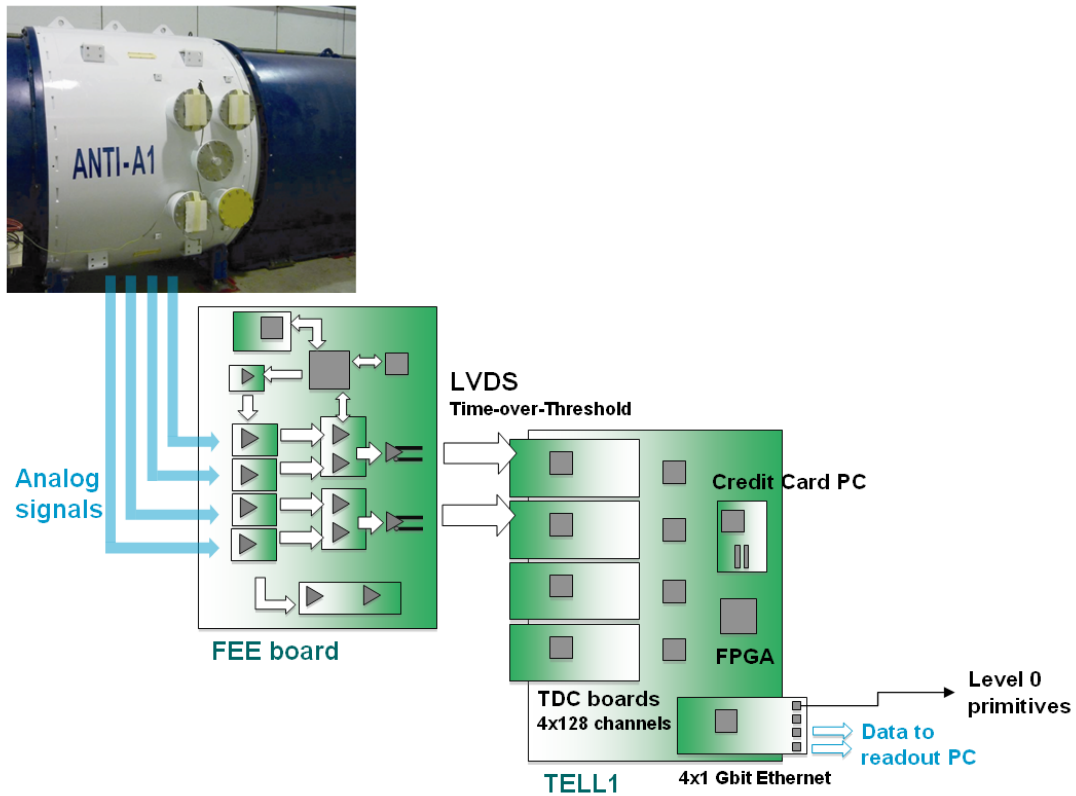 ANTI-A1
LVDS
Time-over-Threshold
Analog
signals
Credit Card PC
FEE board
FPGA
TDC boards
4x128 channels
Level 0
primitives
Data to
readout PC
4x1 Gbit Ethernet
TELL1